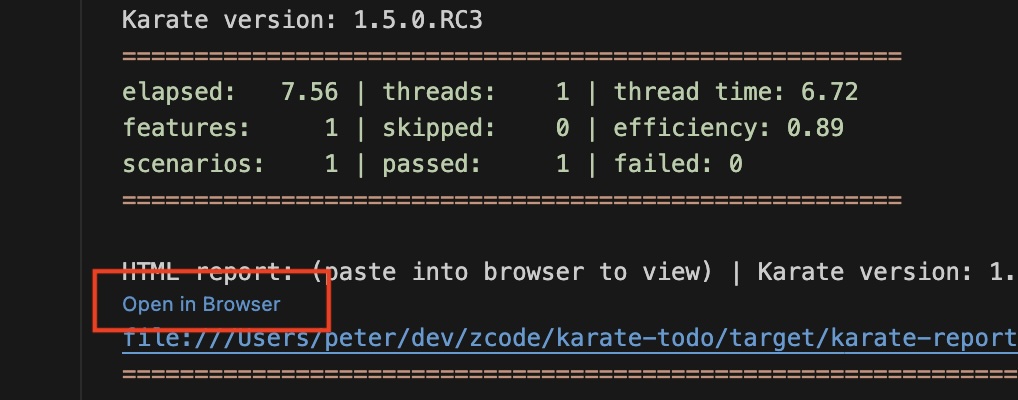 Karate version: 1.5.0.RC3
======================================================
elapsed:   7.56 | threads:    1 | thread time: 6.72
features:     1 | skipped:    0 | efficiency: 0.89
scenarios:    1 | passed:     1 | failed: 0
======================================================
HTML report: (paste into browser to view) | Karate version: 1.
Open in Browser
file:///Users/peter/dev/zcode/karate-todo/target/karate-report
==============================================================